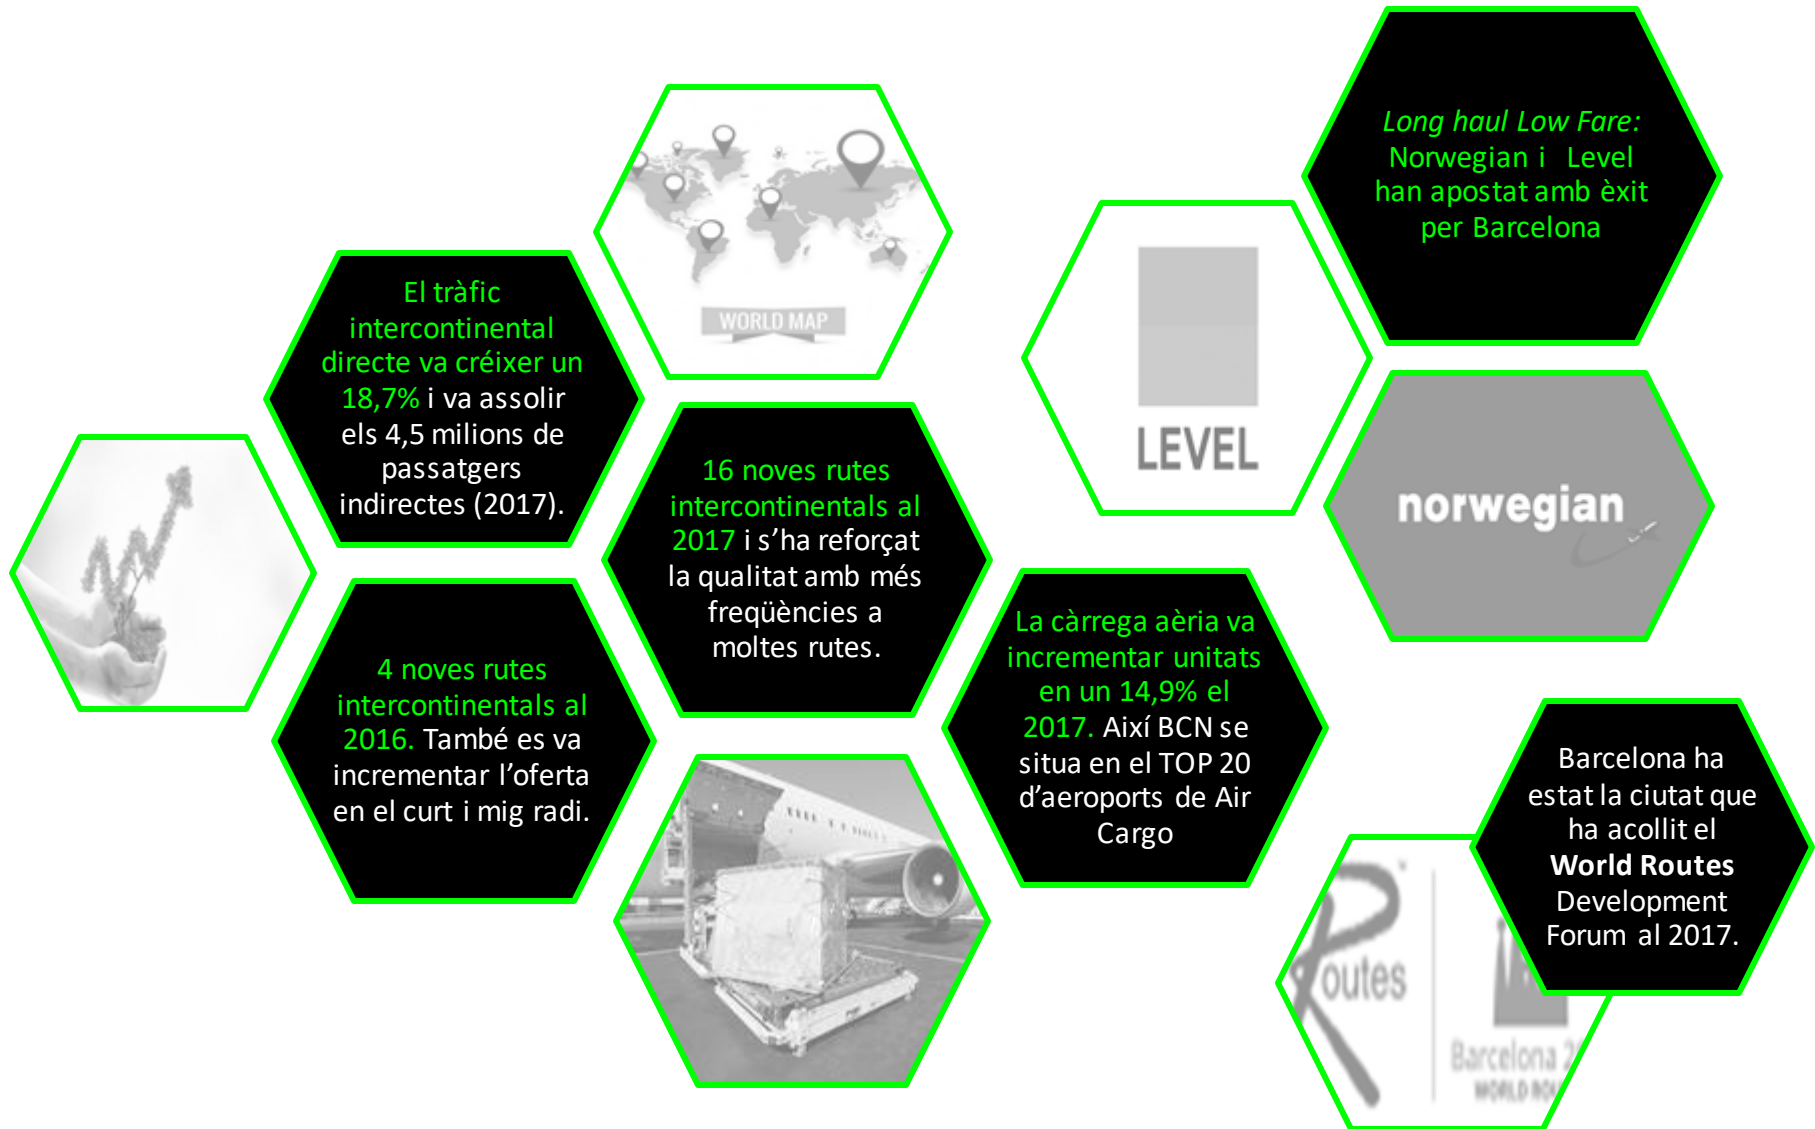 Long haul Low Fare:
Norwegian i Level
han apostat amb èxit
per Barcelona
WORLD MAP
El tràfic
intercontinental
directe va créixer un
18,7% i va assolir
els 4,5 milions de
passatgers
indirectes (2017).
LEVEL
norwegian
16 noves rutes
intercontinentals al
2017 i s’ha reforçat
la qualitat amb més
freqüències a
moltes rutes.
4 noves rutes
intercontinentals al
2016. També es va
incrementar l’oferta
en el curt i mig radi.
La càrrega aèria va
incrementar unitats
en un 14,9% el
2017. Així BCN se
situa en el TOP 20
d’aeroports de Air
Cargo
Barcelona ha
estat la ciutat que
ha acollit el
World Routes
Development
Forum al 2017.
Routes
Barcelona 2
WORLD ROU